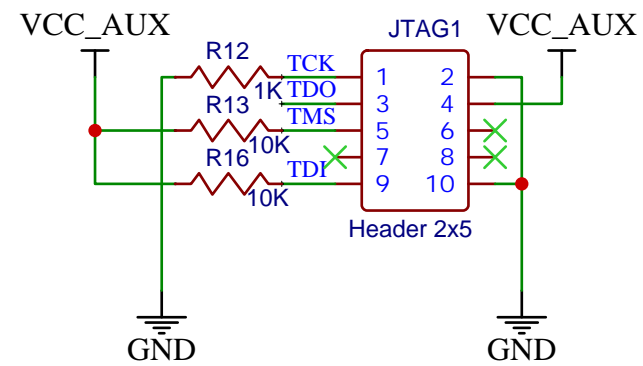 VCC_AUX JTAG1 VCC_AUX
R12 TCK 1 2
1K TDO 3 4
R13 TMS 5 6
10K 7 8
R16 TDI 9 10
10K
Header 2x5
GND GND